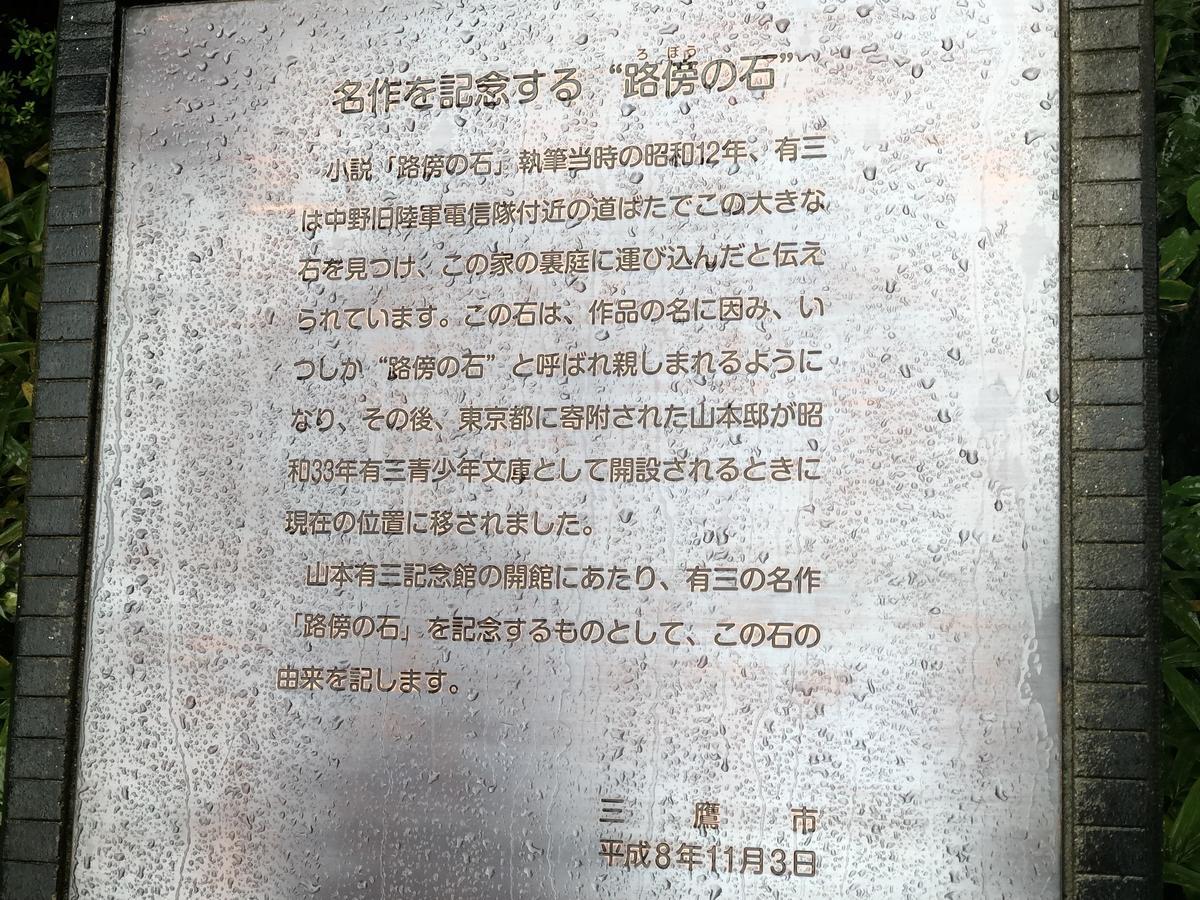 ろぼう
名作を記念する “路傍の石”
小説「路傍の石」執筆当時の昭和12年、有三
は中野旧陸軍電信隊付近の道ばたでこの大きな
石を見つけ、この家の裏庭に運び込んだと伝え
られています。この石は、作品の名に因み、い
つしか “路傍の石” と呼ばれ親しまれるように
なり、その後、東京都に寄附された山本邸が昭
和33年有三青少年文庫として開設されるときに
現在の位置に移されました。
山本有三記念館の開館にあたり、有三の名作
「路傍の石」を記念するものとして、この石の
由来を記します。
三鷹市
平成8年11月3日